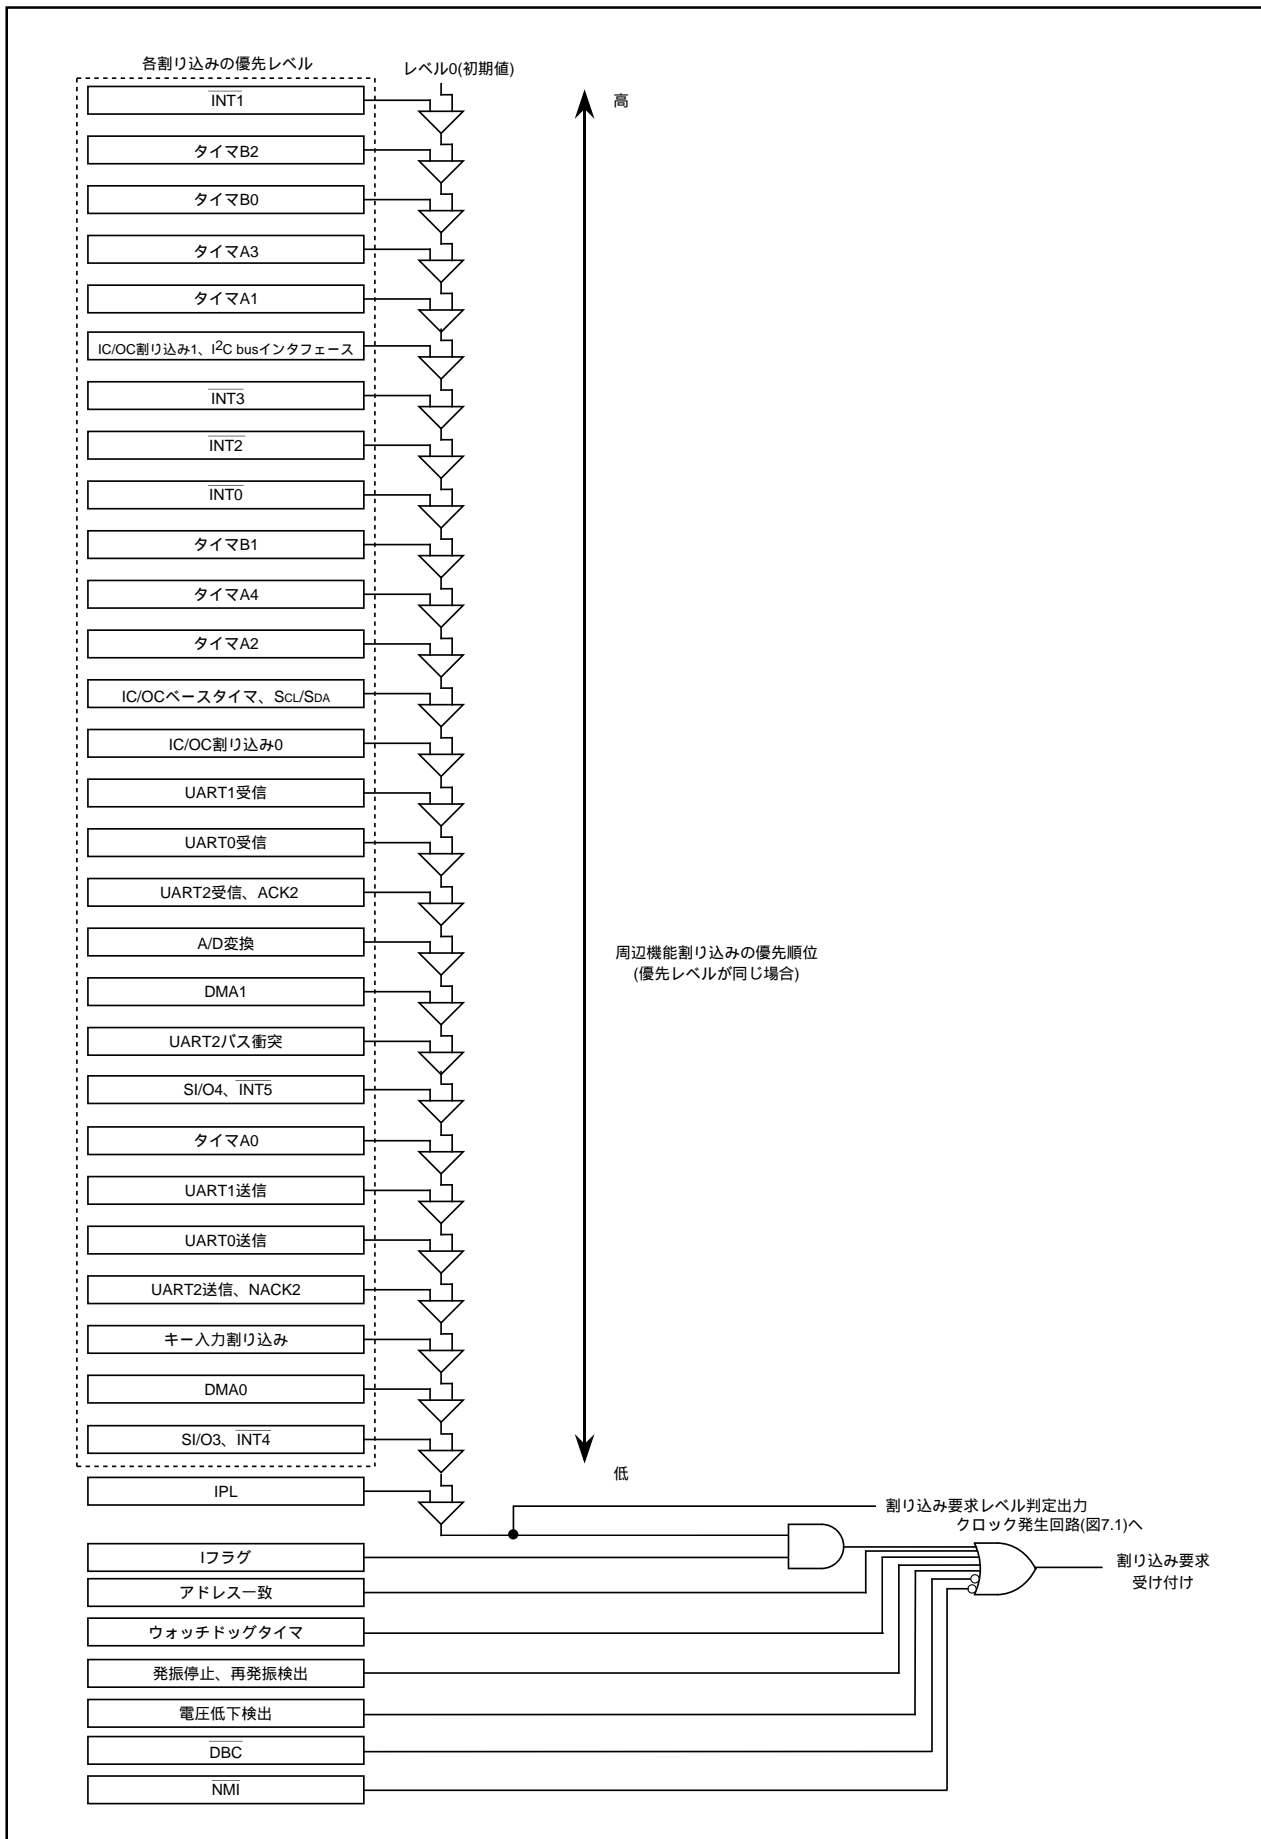 各割り込みの優先レベル
レベル0(初期値)
高
INT1
タイマB2
タイマB0
タイマA3
タイマA1
IC/OC割り込み1、I2C busインタフェース
INT3
INT2
INT0
タイマB1
タイマA4
タイマA2
IC/OCベースタイマ、SCL/SDA
IC/OC割り込み0
UART1受信
UART0受信
UART2受信、ACK2
A/D変換
周辺機能割り込みの優先順位
(優先レベルが同じ場合)
DMA1
UART2バス衝突
SI/O4、INT5
タイマA0
UART1送信
UART0送信
UART2送信、NACK2
キー入力割り込み
DMA0
SI/O3、INT4
低
IPL
割り込み要求レベル判定出力
クロック発生回路(図7.1)へ
Iフラグ
割り込み要求
受け付け
アドレス一致
ウォッチドッグタイマ
発振停止、再発振検出
電圧低下検出
DBC
NMI